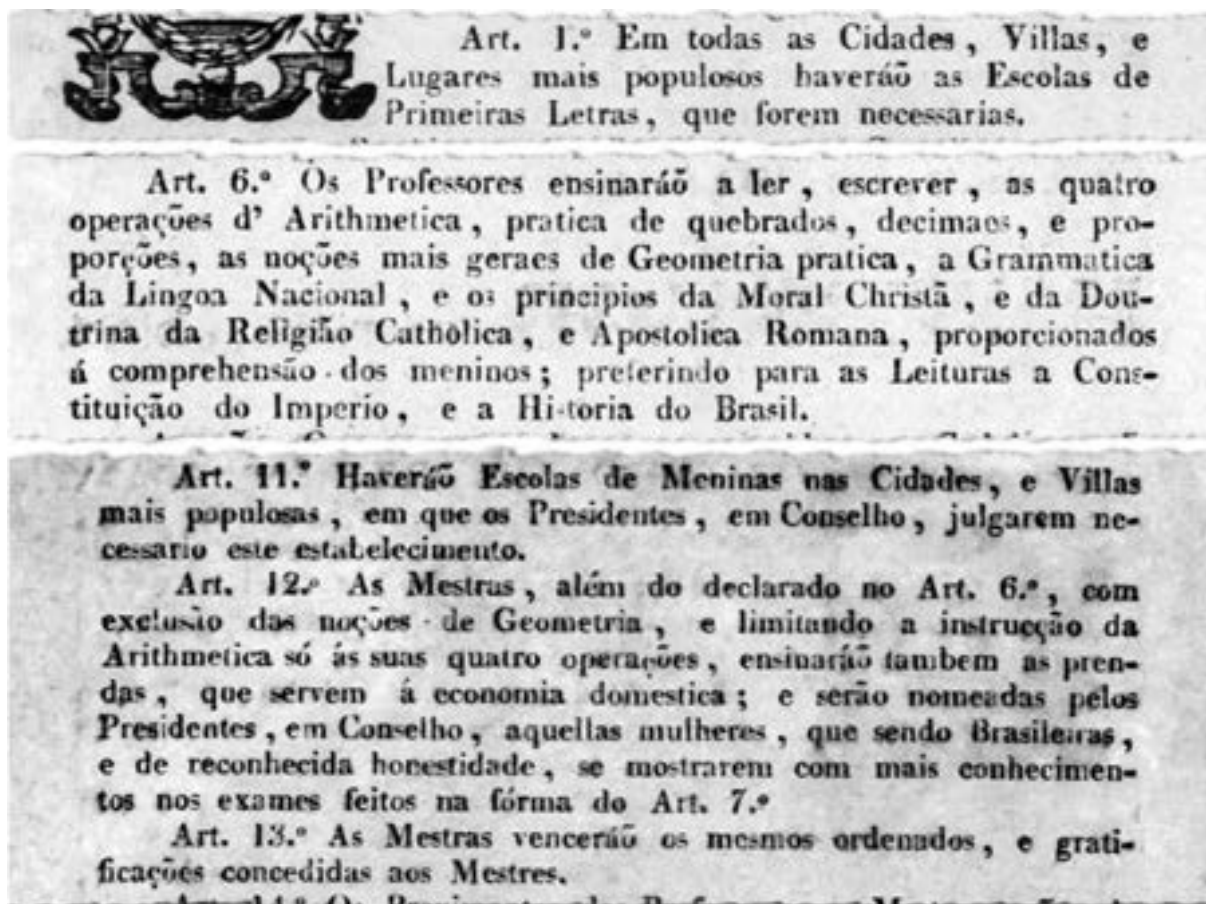 Art. 1.º Em todas as Cidades, Villas, e
Lugares mais populosos haveráõ as Escolas de
Primeiras Letras, que forem necessarias.
Art. 6.º Os Professores ensinaráõ a ler, escrever, as quatro
operações d' Arithmetica, pratica de quebrados, decimaes, e pro-
porções, as noções mais geraes de Geometria pratica, a Grammatica
da Lingoa Nacional, e os principios da Moral Christã, e da Dou-
trina da Religião Cathólica, e Apostolica Romana, proporcionados
á comprehensão dos meninos; preferindo para as Leituras a Cons-
tituição do Imperio, e a Historia do Brasil.
Art. 11.º Haveráõ Escolas de Meninas nas Cidades, e Villas
mais populosas, em que os Presidentes, em Conselho, julgarem ne-
cessario este estabelecimento.
Art. 12.º As Mestras, além do declarado no Art. 6.º, com
exclusão das noções de Geometria, e limitando a instrucção da
Arithmetica só ás suas quatro operações, ensinaráõ tambem as pren-
das, que servem á economia domestica; e serão nomeadas pelos
Presidentes, em Conselho, aquellas mulheres, que sendo Brasileiras,
e de reconhecida honestidade, se mostrarem com mais conhecimen-
tos nos exames feitos na fórma do Art. 7.º
Art. 13.º As Mestras venceráõ os mesmos ordenados, e grati-
ficações concedidas aos Mestres.